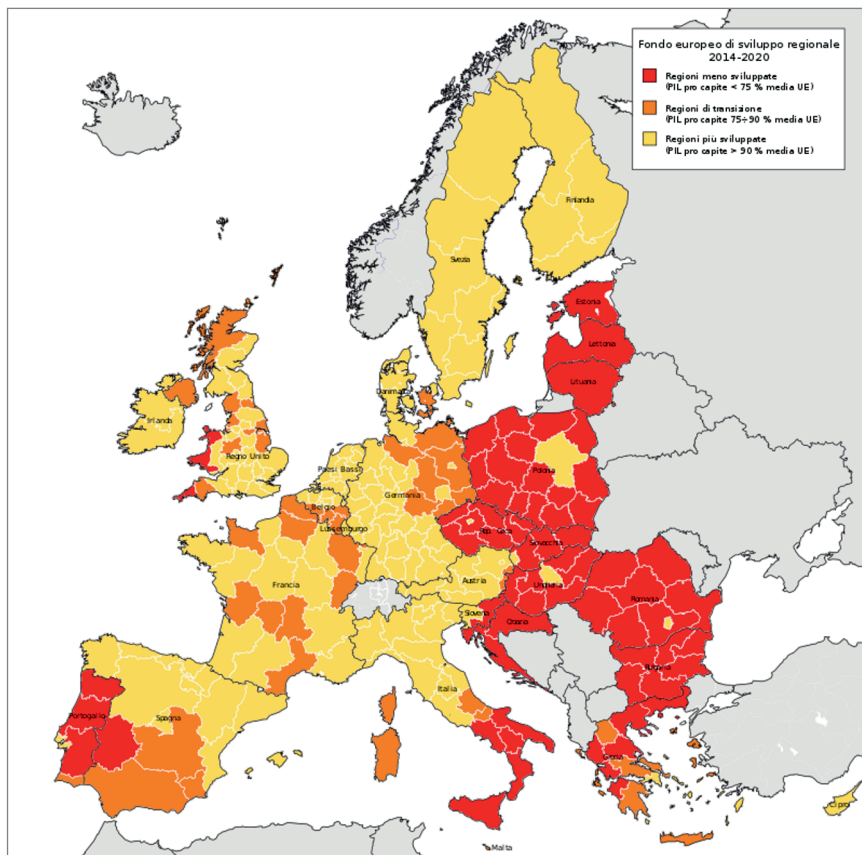 Fondo europeo di sviluppo regionale
2014-2020
Regioni meno sviluppate
(PIL pro capite < 75 % media UE)
Regioni di transizione
(PIL pro capite 75÷90 % media UE)
Regioni più sviluppate
(PIL pro capite > 90 % media UE)
Finlandia
Svezia
Estonia
Lettonia
Lituania
Danimarca
Irlanda
Regno Unito
Paesi Bassi
Polonia
Germania
Belgio
Lussemburgo
Rep. Ceca
Slovacchia
Francia
Austria
Ungheria
Slovenia
Romania
Croazia
Bulgaria
Italia
Portogallo
Spagna
Grecia
Cipro
Malta